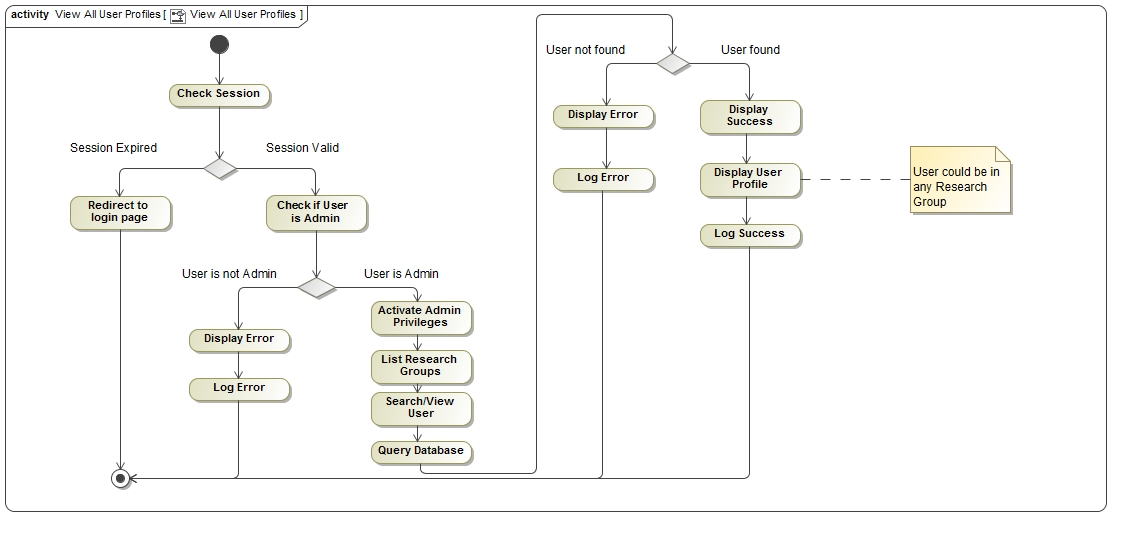 activity View All User Profiles [ View All User Profiles ]
Check Session
Session Expired
Session Valid
Redirect to
login page
Check if User
is Admin
User is not Admin
User is Admin
Display Error
Log Error
Activate Admin
Privileges
List Research
Groups
Search/View
User
Query Database
User not found
User found
Display Error
Log Error
Display
Success
Display User
Profile
Log Success
User could be in
any Research
Group